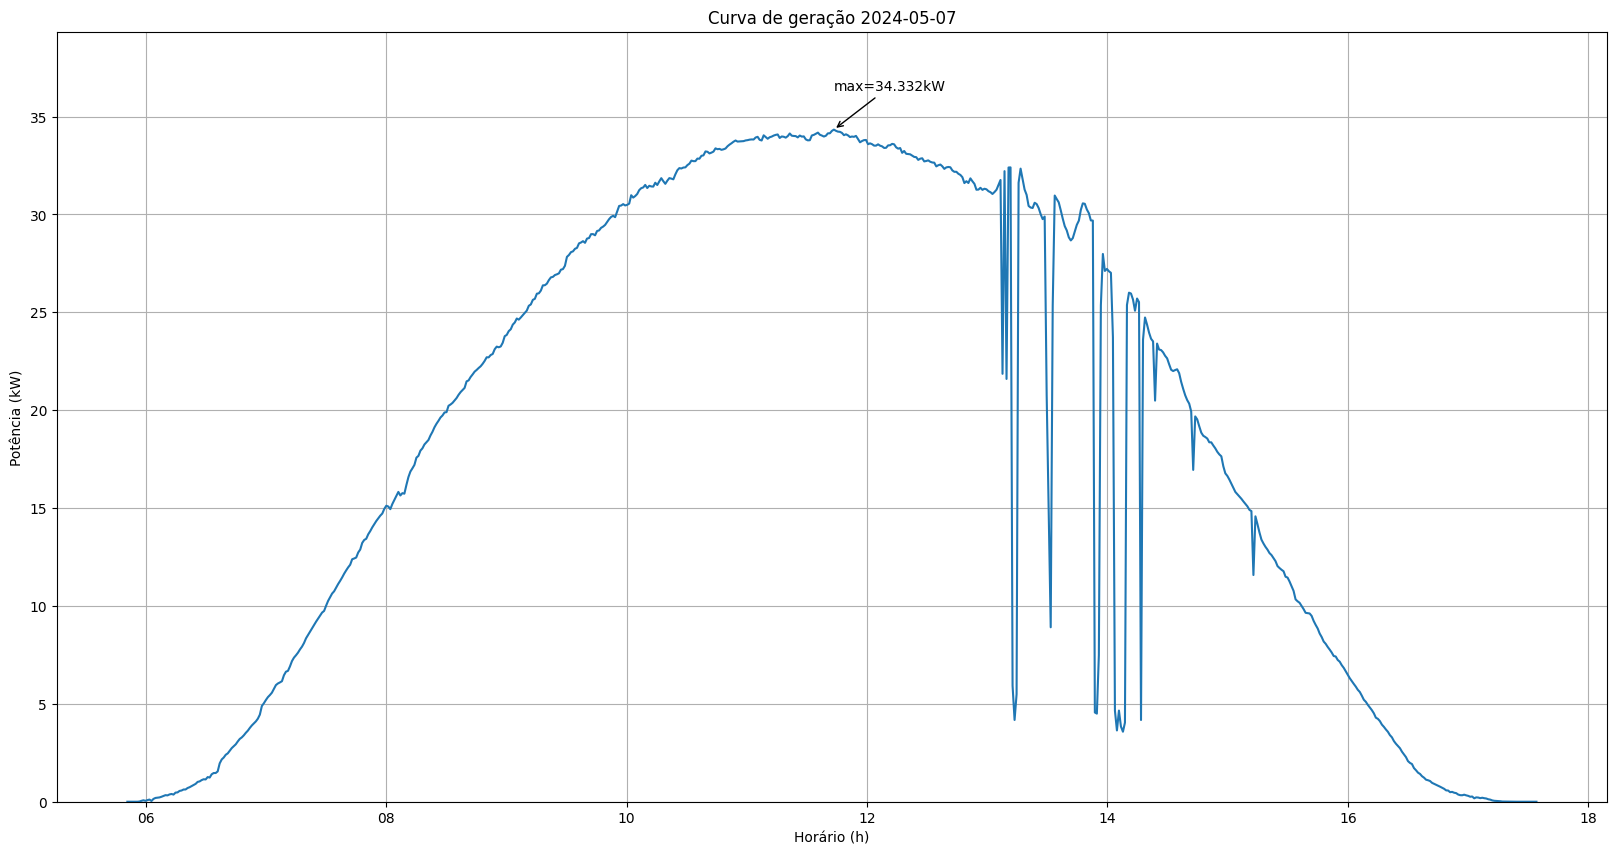 Curva de geração 2024-05-07
max=34.332kW
35
30
25
20
15
10
5
0
Potência (kW)
06 08 10 12 14 16 18
Horário (h)